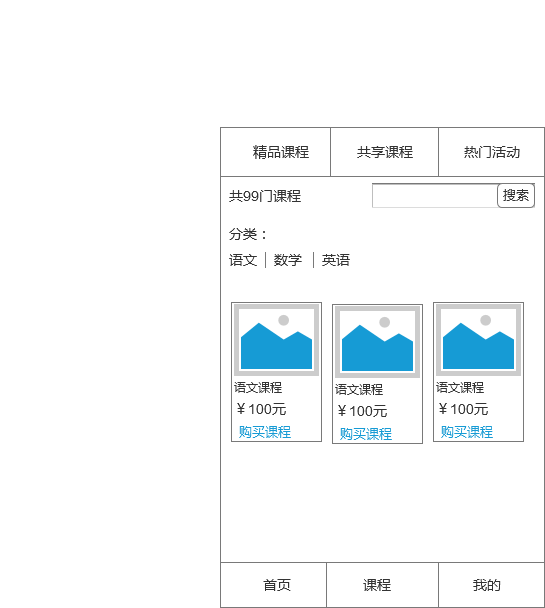 精品课程 共享课程 热门活动
共99门课程 搜索
分类：
语文 | 数学 | 英语
语文课程 语文课程 语文课程
￥100元 ￥100元 ￥100元
购买课程 购买课程 购买课程
首页 课程 我的